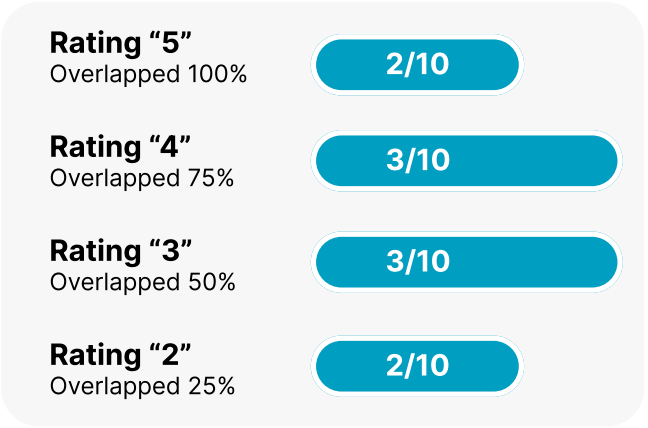 Rating “5”
Overlapped 100%
2/10
Rating “4”
Overlapped 75%
3/10
Rating “3”
Overlapped 50%
3/10
Rating “2”
Overlapped 25%
2/10